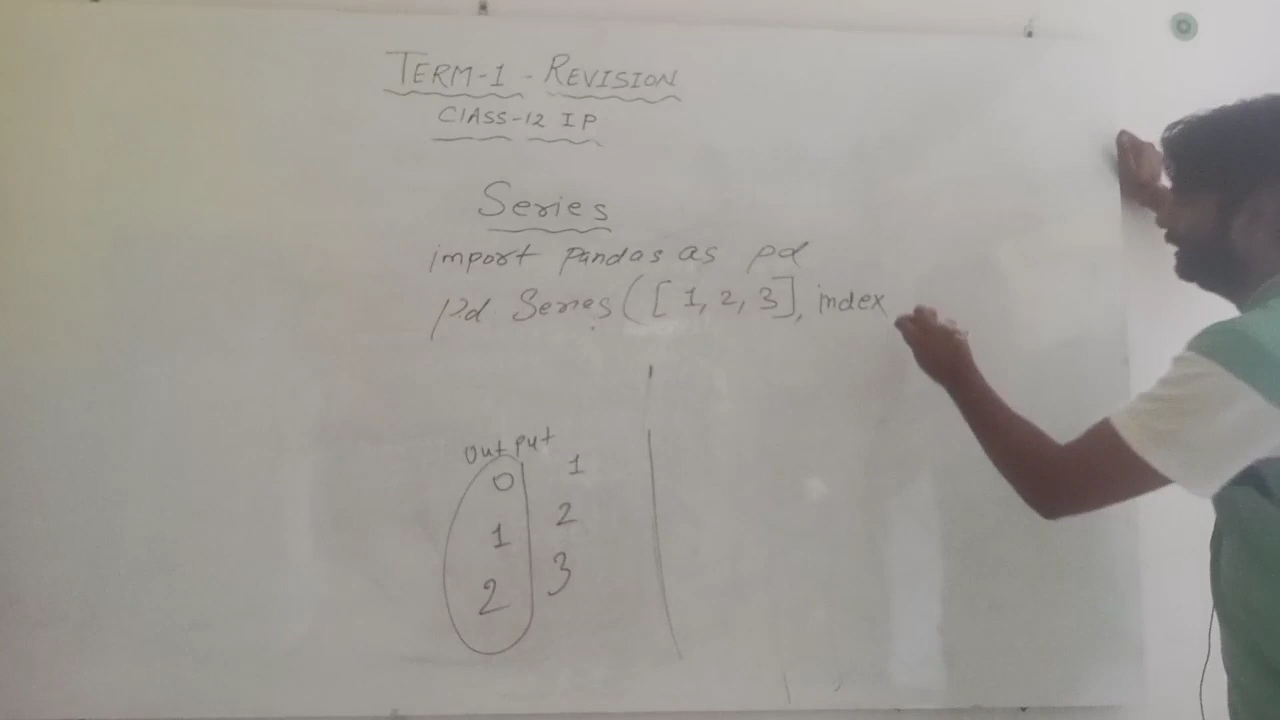 TERM-1 - REVISION
CLASS-12 IP
Series
import Pandas as pd
Pd Series ([1, 2, 3], index
output
0 1
1 2
2 3